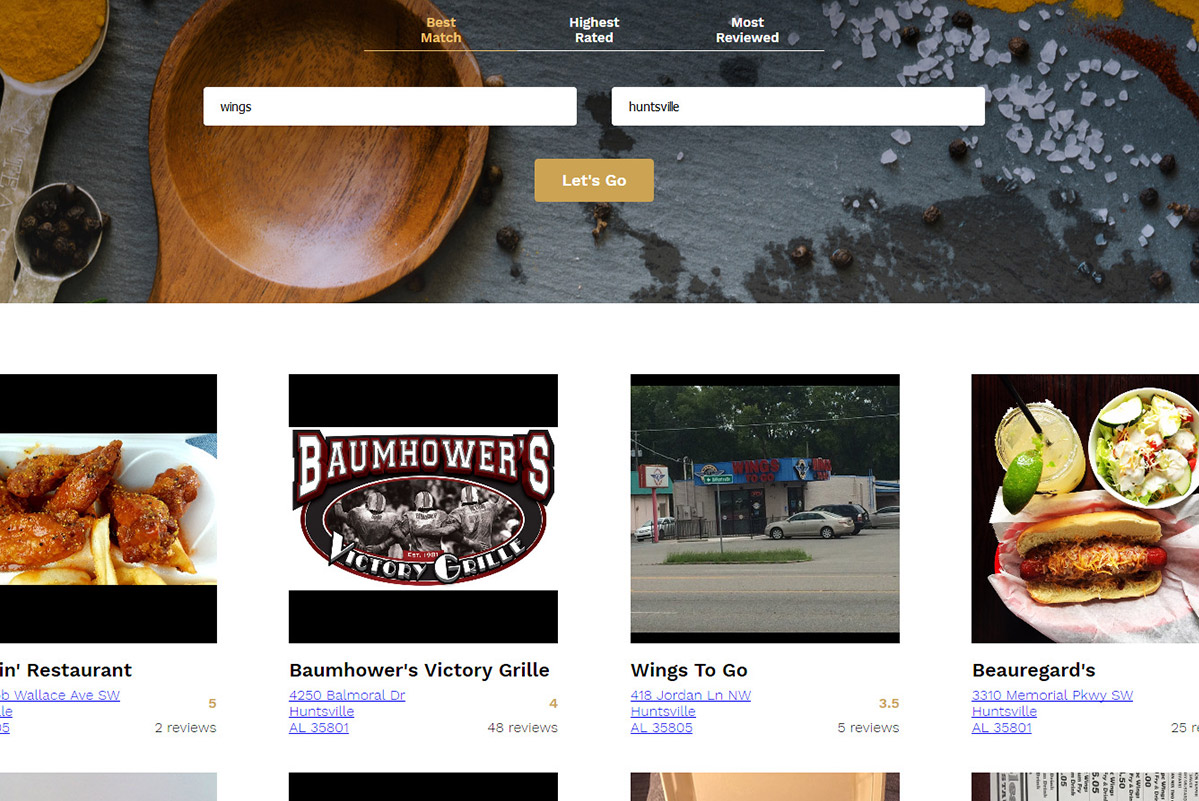 Best
Match
Highest
Rated
Most
Reviewed
wings
huntsville
Let's Go
BAUMHOWER'S
EST. 1981
VICTORY GRILLE
WINGS
TO GO
in' Restaurant
b Wallace Ave SW
le
05
5
2 reviews
Baumhower's Victory Grille
4250 Balmoral Dr
Huntsville
AL 35801
4
48 reviews
Wings To Go
418 Jordan Ln NW
Huntsville
AL 35805
3.5
5 reviews
Beauregard's
3310 Memorial Pkwy SW
Huntsville
AL 35801
25 r